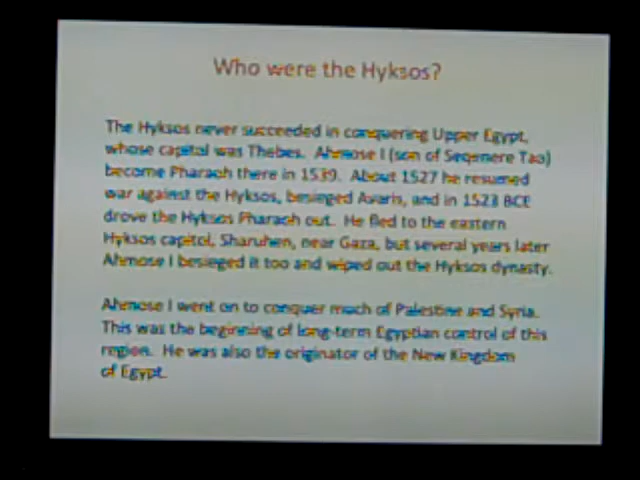 Who were the Hyksos?
The Hyksos never succeeded in conquering Upper Egypt,
whose capital was Thebes. Ahmose I (son of Seqenere Tao)
become Pharaoh there in 1539. About 1527 he resumed
war against the Hyksos, besieged Avaris, and in 1523 BCE
drove the Hyksos Pharaoh out. He fled to the eastern
Hyksos capitol, Sharuhen, near Gaza, but several years later
Ahmose I besieged it too and wiped out the Hyksos dynasty.
Ahmose I went on to conquer much of Palestine and Syria.
This was the beginning of long-term Egyptian control of this
region. He was also the originator of the New Kingdom
of Egypt.